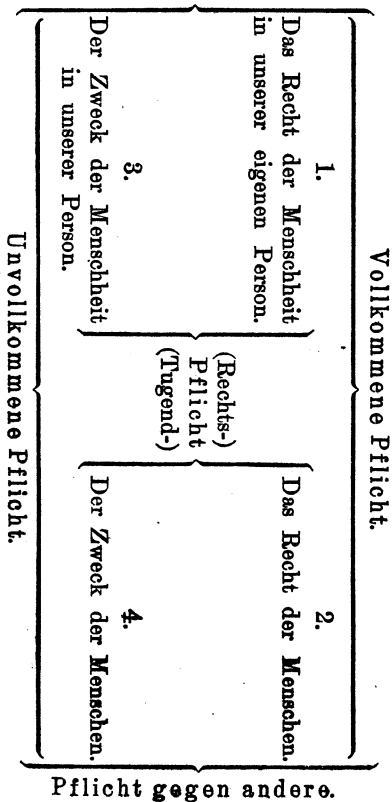 Vollkommene Pflicht.
1.
Das Recht der Menschheit
in unserer eigenen Person.
2.
Das Recht der Menschen.
(Rechts-)
Pflicht
(Tugend-)
3.
Der Zweck der Menschheit
in unserer Person.
4.
Der Zweck der Menschen.
Unvollkommene Pflicht.
Pflicht gegen andere.